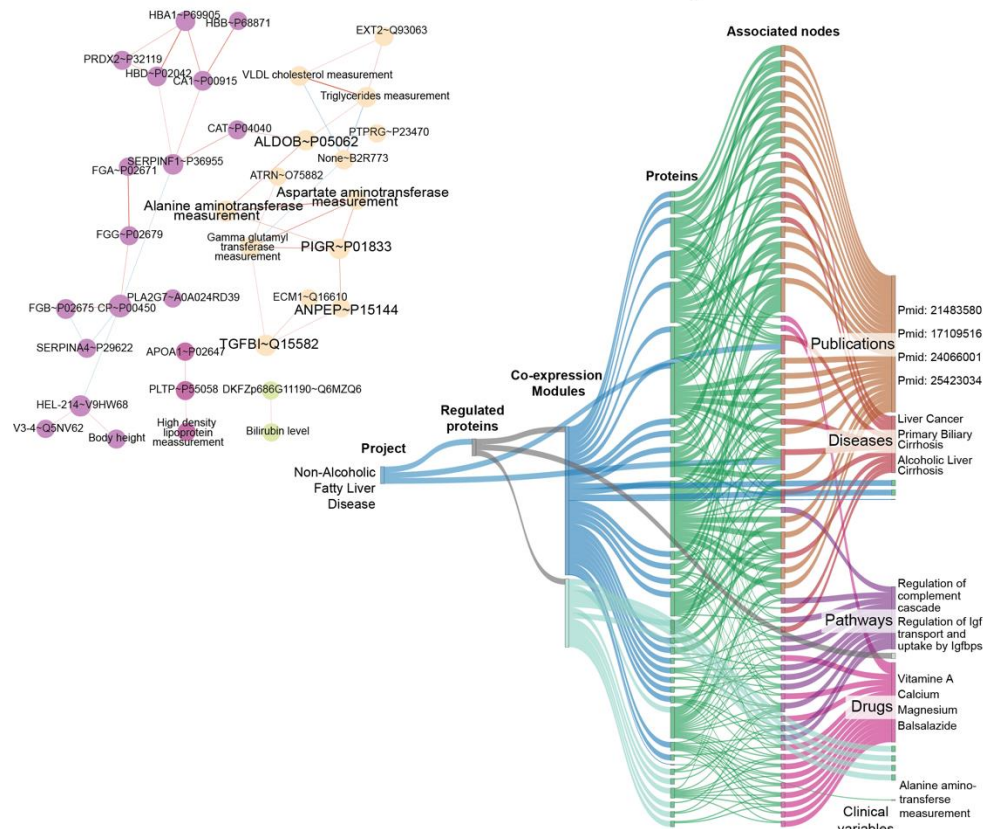 HBA1~P69905
HBB~P68871
PRDX2~P32119
HBD~P02042
CA1~P00915
CAT~P04040
SERPINF1~P36955
FGA~P02671
FGG~P02679
PLA2G7~A0A024RD39
FGB~P02675
CP~P00450
SERPINA4~P29622
APOA1~P02647
PLTP~P55058
HEL-214~V9HW68
V3-4~Q5NV62
Body height
High density
lipoprotein
meassurement
DKFZp686G11190~Q6MZQ6
Bilirubin level
EXT2~Q93063
VLDL cholesterol measurement
Triglycerides measurement
PTPRG~P23470
ALDOB~P05062
None~B2R773
ATRN~O75882
Aspartate aminotransferase
measurement
Alanine aminotransferase
measurement
Gamma glutamyl
transferase
measurement
PIGR~P01833
ECM1~Q16610
ANPEP~P15144
TGFBI~Q15582
Project
Non-Alcoholic
Fatty Liver
Disease
Regulated
proteins
Co-expression
Modules
Proteins
Associated nodes
Publications
Pmid: 21483580
Pmid: 17109516
Pmid: 24066001
Pmid: 25423034
Diseases
Liver Cancer
Primary Biliary
Cirrhosis
Alcoholic Liver
Cirrhosis
Pathways
Regulation of
complement
cascade
Regulation of Igf
transport and
uptake by Igfbps
Drugs
Vitamine A
Calcium
Magnesium
Balsalazide
Clinical
variables
Alanine amino-
transferse
measurement